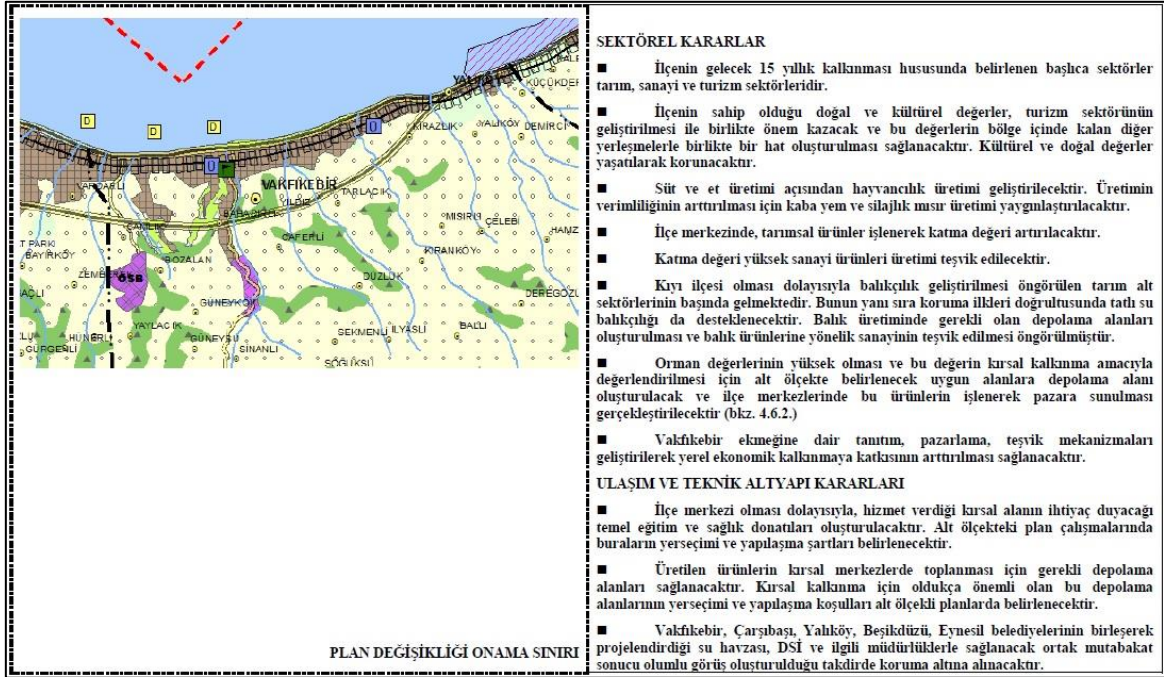 D
D
D
Ü
Ü
YALIKÖY
KÜÇÜKDER
KİRAZLIK
YALIKÖY
DEMİRCİ
VARDARLI
VAKFIKEBİR
TARLACIK
YILDIZ
MISIRLI
ÇELEBİ
HAMZ
ÇAMLIK
CAFERLİ
KIRANKÖY
T PARKI
BAYIRKÖY
BOZALAN
ÖSB
DÜZLÜK
DEREGÖZÜ
GÜNEYKÖY
YAYLACIK
HÜNERLİ
GÜNEYSU
SEKMENLİ
İLYASLI
BALLI
GÜRGENLİ
SİNANLI
SOĞUKSU
PLAN DEĞİŞİKLİĞİ ONAMA SINIRI
SEKTÖREL KARARLAR
■ İlçenin gelecek 15 yıllık kalkınması hususunda belirlenen başlıca sektörler
tarım, sanayi ve turizm sektörleridir.
■ İlçenin sahip olduğu doğal ve kültürel değerler, turizm sektörünün
geliştirilmesi ile birlikte önem kazacak ve bu değerlerin bölge içinde kalan diğer
yerleşmelerle birlikte bir hat oluşturulması sağlanacaktır. Kültürel ve doğal değerler
yaşatılarak korunacaktır.
■ Süt ve et üretimi açısından hayvancılık üretimi geliştirilecektir. Üretimin
verimliliğinin arttırılması için kaba yem ve silajlık mısır üretimi yaygınlaştırılacaktır.
■ İlçe merkezinde, tarımsal ürünler işlenerek katma değeri artırılacaktır.
■ Katma değeri yüksek sanayi ürünleri üretimi teşvik edilecektir.
■ Kıyı ilçesi olması dolayısıyla balıkçılık geliştirilmesi öngörülen tarım alt
sektörlerinin başında gelmektedir. Bunun yanı sıra koruma ilkleri doğrultusunda tatlı su
balıkçılığı da desteklenecektir. Balık üretiminde gerekli olan depolama alanları
oluşturulması ve balık ürünlerine yönelik sanayinin teşvik edilmesi öngörülmüştür.
■ Orman değerlerinin yüksek olması ve bu değerin kırsal kalkınma amacıyla
değerlendirilmesi için alt ölçekte belirlenecek uygun alanlara depolama alanı
oluşturulacak ve ilçe merkezlerinde bu ürünlerin işlenerek pazara sunulması
gerçekleştirilecektir (bkz. 4.6.2.)
■ Vakfıkebir ekmeğine dair tanıtım, pazarlama, teşvik mekanizmaları
geliştirilerek yerel ekonomik kalkınmaya katkısının arttırılması sağlanacaktır.
ULAŞIM VE TEKNİK ALTYAPI KARARLARI
■ İlçe merkezi olması dolayısıyla, hizmet verdiği kırsal alanın ihtiyaç duyacağı
temel eğitim ve sağlık donatıları oluşturulacaktır. Alt ölçekteki plan çalışmalarında
buraların yerseçimi ve yapılaşma şartları belirlenecektir.
■ Üretilen ürünlerin kırsal merkezlerde toplanması için gerekli depolama
alanları sağlanacaktır. Kırsal kalkınma için oldukça önemli olan bu depolama
alanlarının yerseçimi ve yapılaşma koşulları alt ölçekli planlarda belirlenecektir.
■ Vakfıkebir, Çarşıbaşı, Yalıköy, Beşikdüzü, Eynesil belediyelerinin birleşerek
projelendirdiği su havzası, DSİ ve ilgili müdürlüklerle sağlanacak ortak mutabakat
sonucu olumlu görüş oluşturulduğu takdirde koruma altına alınacaktır.